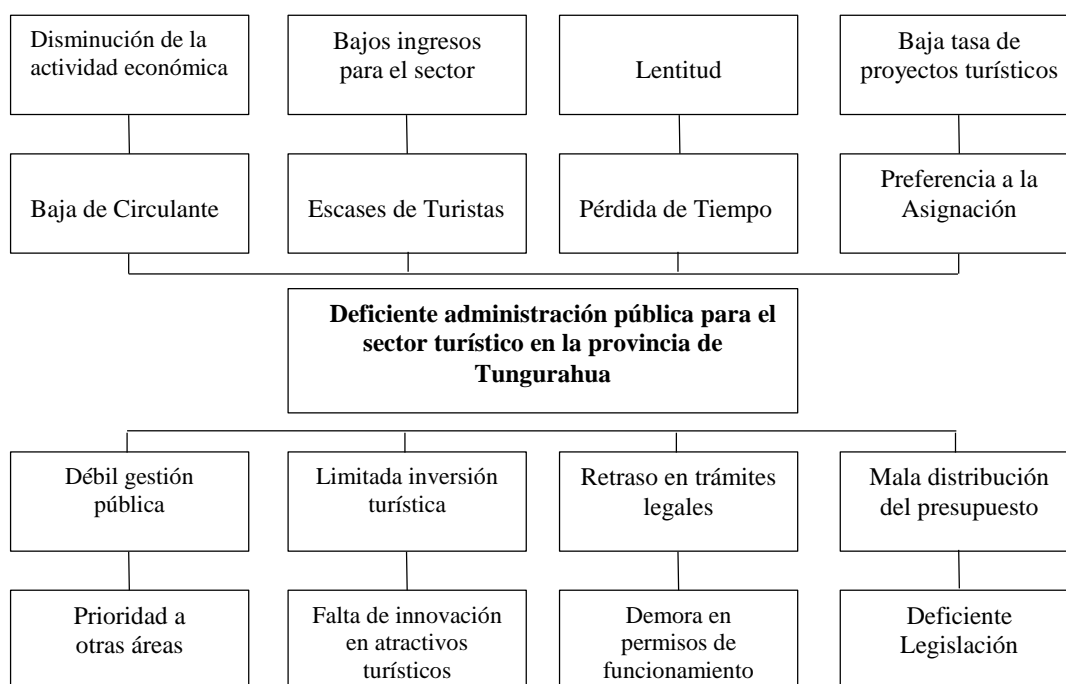 Disminución de la
actividad económica
Bajos ingresos
para el sector
Lentitud
Baja tasa de
proyectos turísticos
Baja de Circulante
Escases de Turistas
Pérdida de Tiempo
Preferencia a la
Asignación
Deficiente administración pública para el
sector turístico en la provincia de
Tungurahua
Débil gestión
pública
Limitada inversión
turística
Retraso en trámites
legales
Mala distribución
del presupuesto
Prioridad a
otras áreas
Falta de innovación
en atractivos
turísticos
Demora en
permisos de
funcionamiento
Deficiente
Legislación